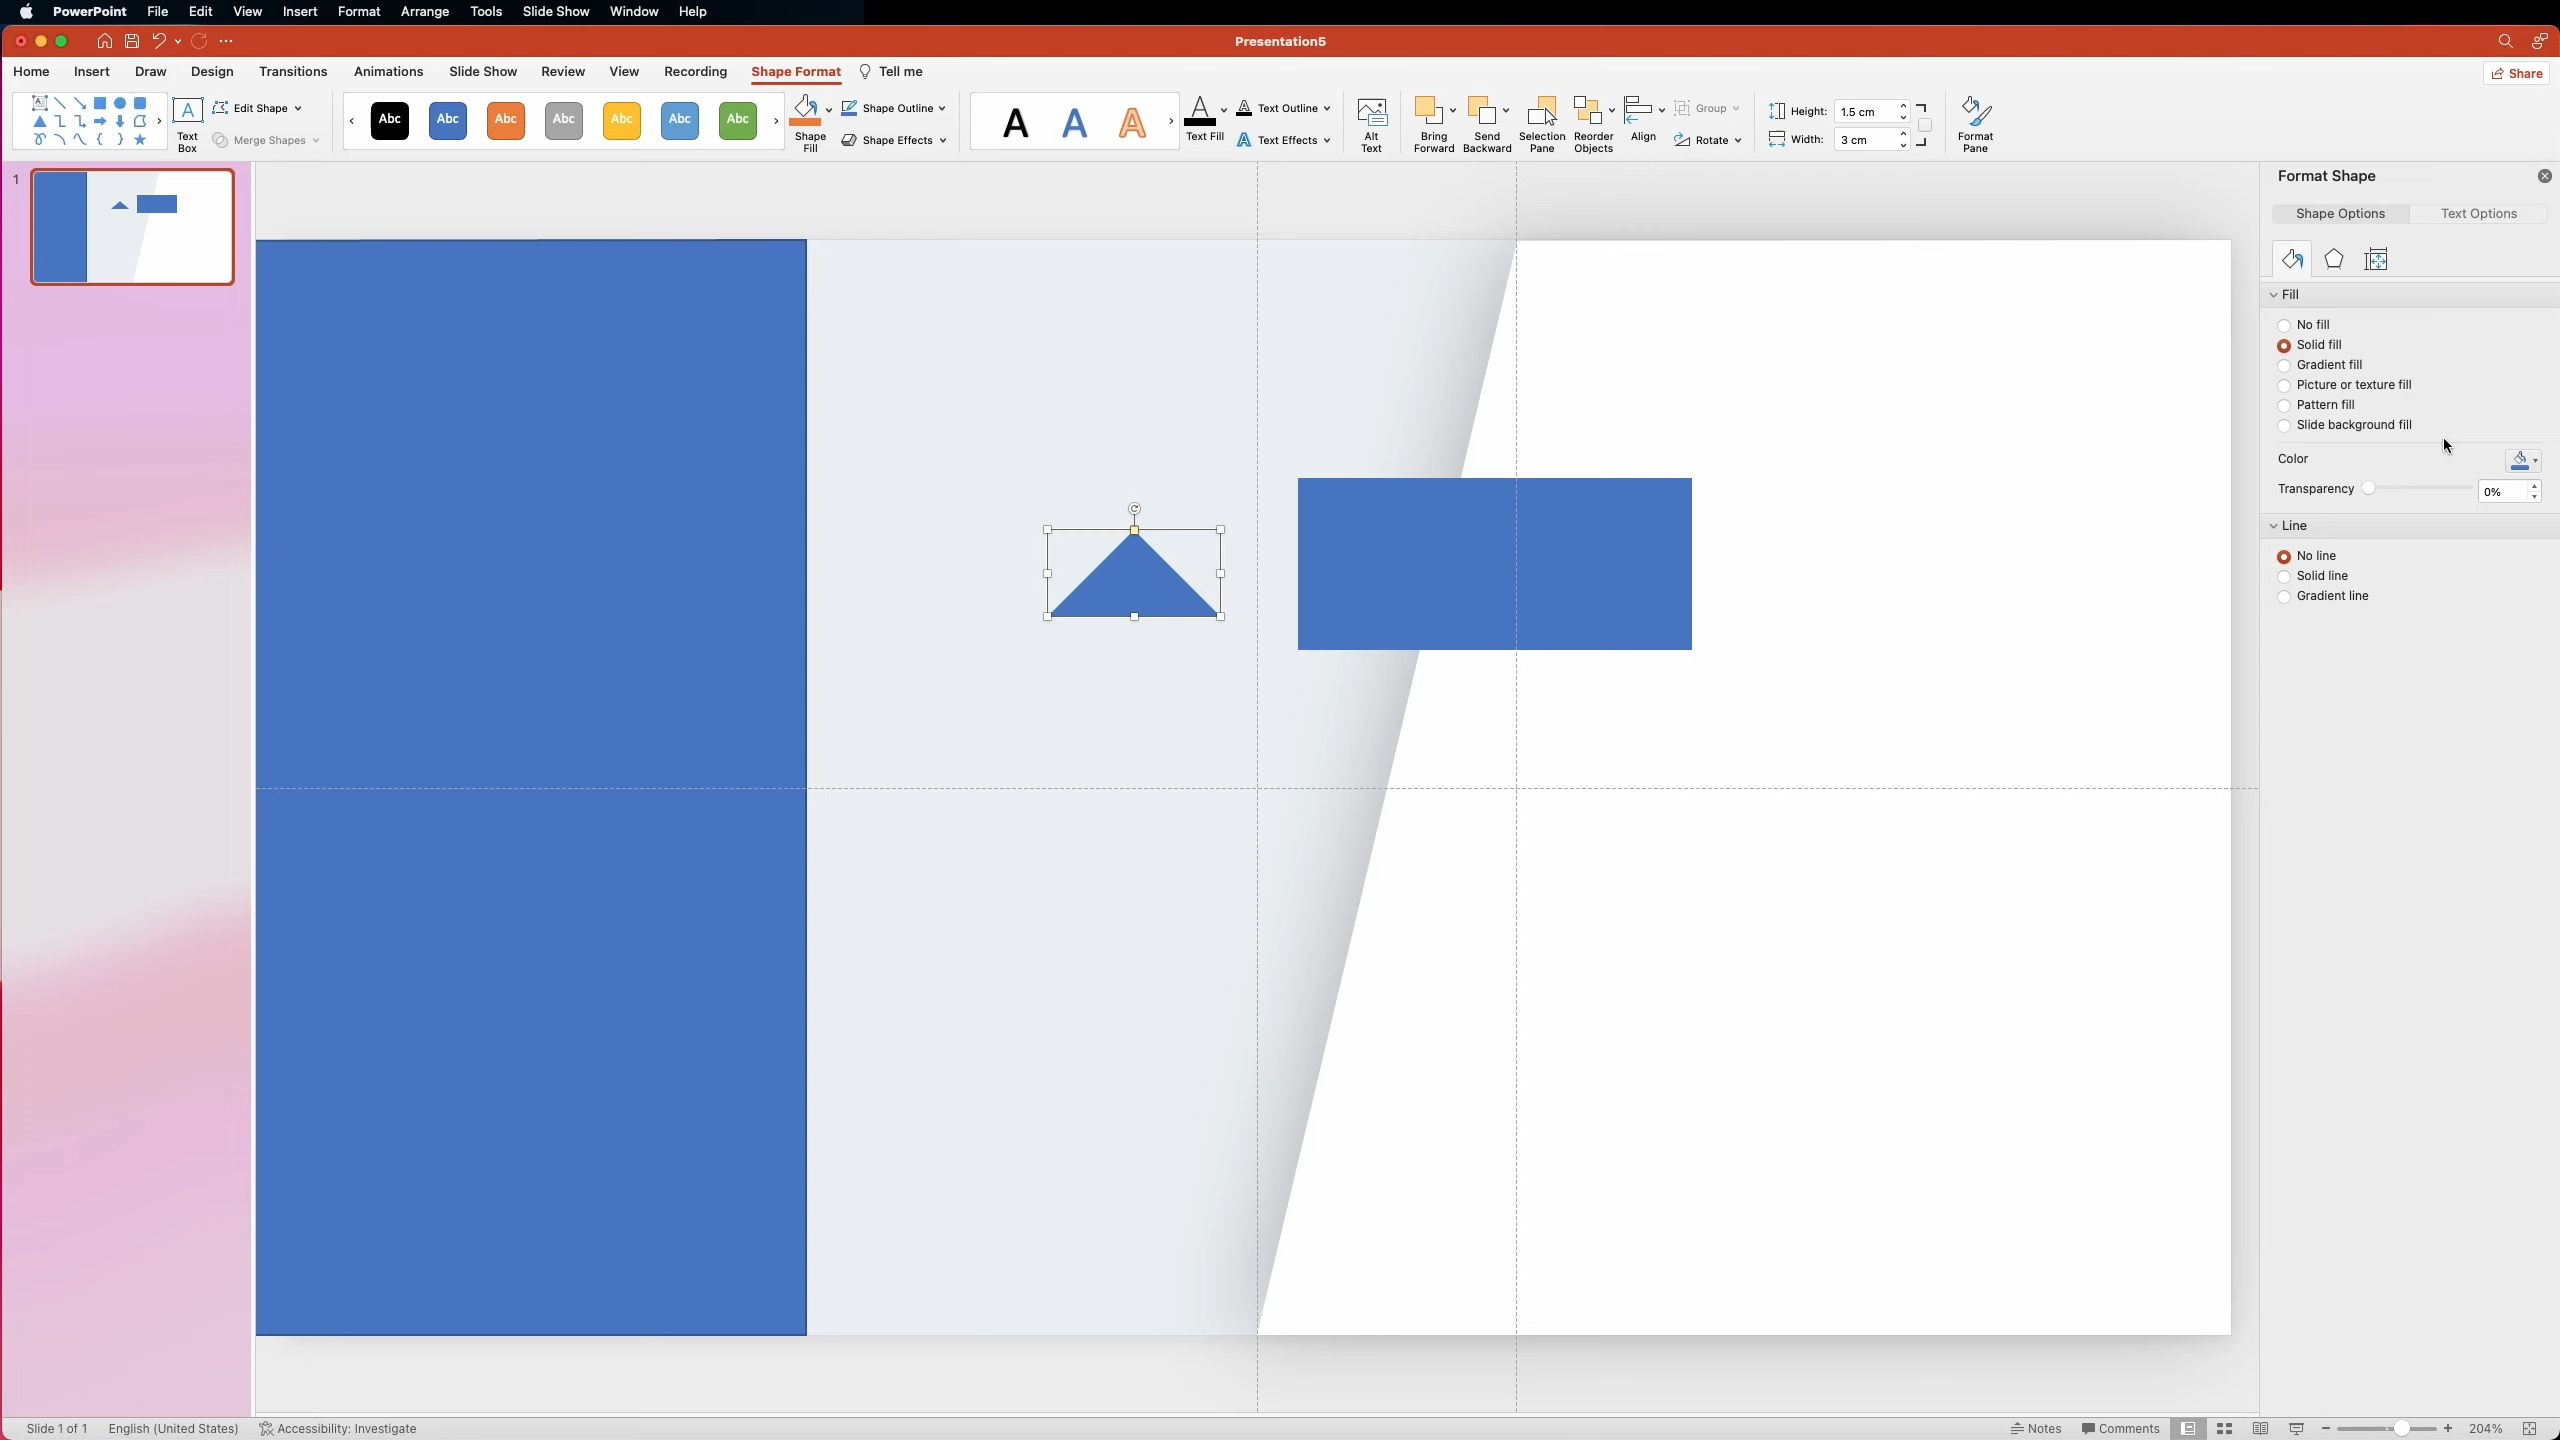 PowerPoint File Edit View Insert Format Arrange Tools Slide Show Window Help
Presentation5
Home Insert Draw Design Transitions Animations Slide Show Review View Recording Shape Format Tell me Share
A
Text Box
Edit Shape
Merge Shapes
Abc Abc Abc Abc Abc Abc Abc
Shape Fill
Shape Outline
Shape Effects
A A A
Text Fill
Text Outline
Text Effects
Alt Text
Bring Forward
Send Backward
Selection Pane
Reorder Objects
Align
Group
Rotate
Height: 1.5 cm
Width: 3 cm
Format Pane
1
Format Shape
Shape Options Text Options
Fill
No fill
Solid fill
Gradient fill
Picture or texture fill
Pattern fill
Slide background fill
Color
Transparency 0%
Line
No line
Solid line
Gradient line
Slide 1 of 1 English (United States) Accessibility: Investigate Notes Comments 204%